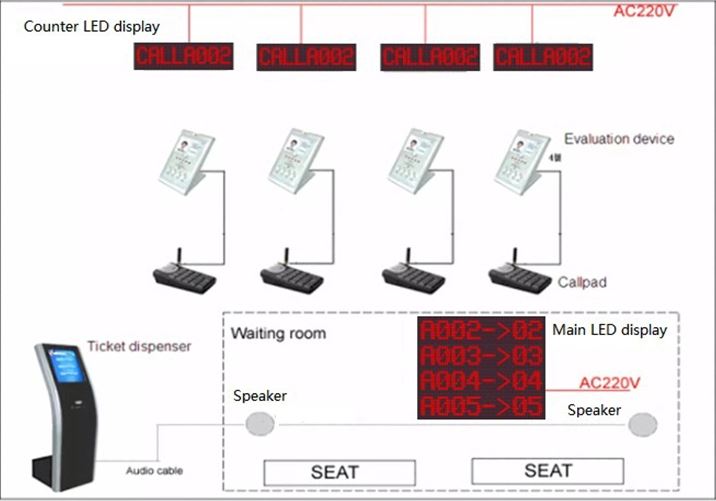 AC220V
Counter LED display
CALLA002
CALLA002
CALLA002
CALLA002
Evaluation device
Callpad
Waiting room
A002->02
Main LED display
A003->03
Ticket dispenser
A004->04
AC220V
Speaker
A005->05
Speaker
Audio cable
SEAT
SEAT